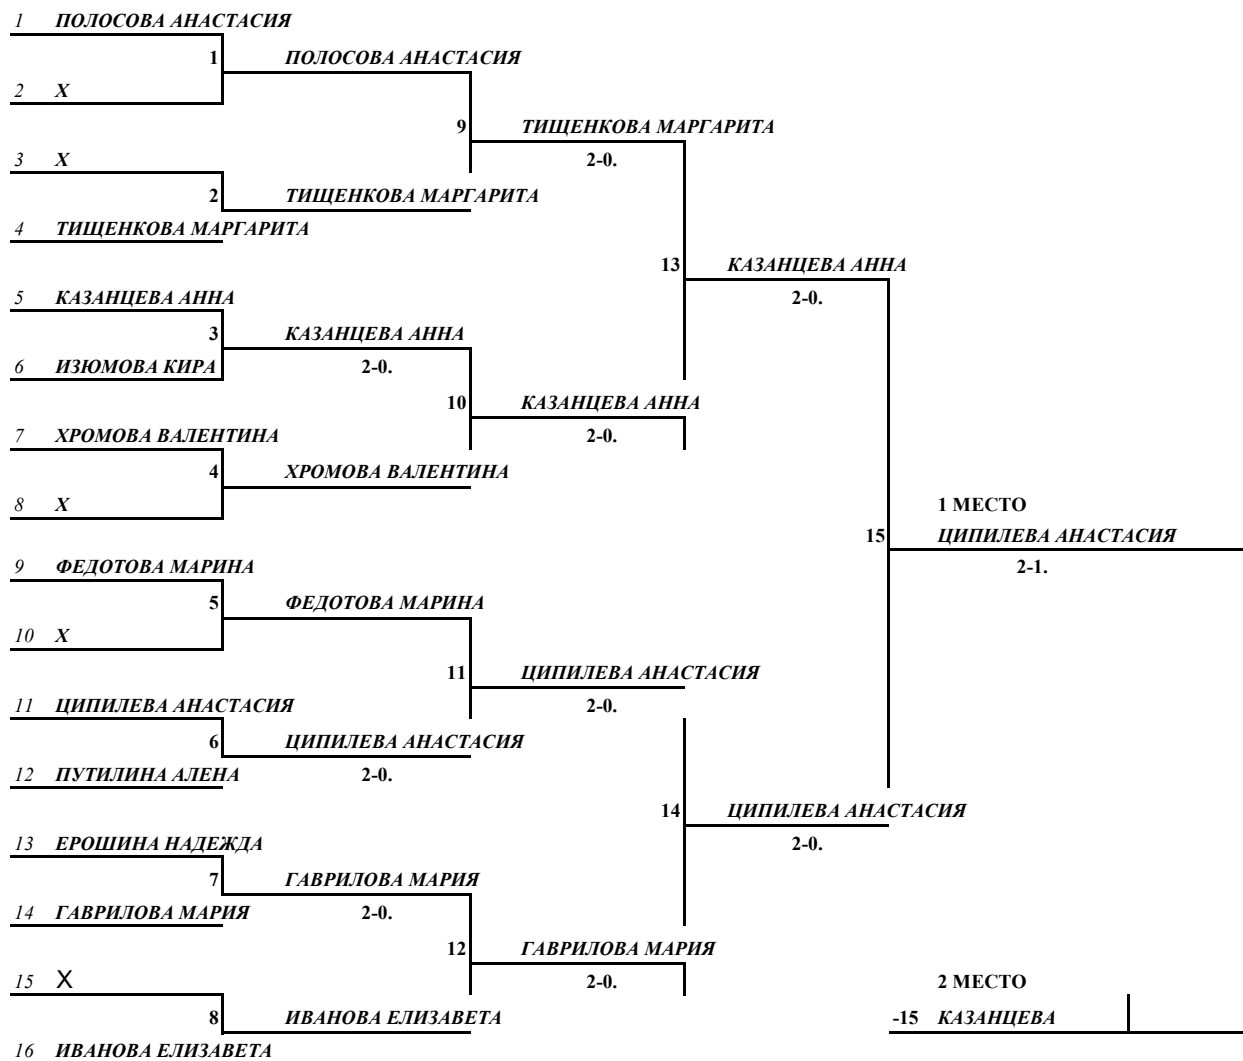 1 ПОЛОСОВА АНАСТАСИЯ
1 ПОЛОСОВА АНАСТАСИЯ
2 X
9 ТИЩЕНКОВА МАРГАРИТА
3 X 2-0.
2 ТИЩЕНКОВА МАРГАРИТА
4 ТИЩЕНКОВА МАРГАРИТА
13 КАЗАНЦЕВА АННА
5 КАЗАНЦЕВА АННА 2-0.
3 КАЗАНЦЕВА АННА
6 ИЗЮМОВА КИРА 2-0.
10 КАЗАНЦЕВА АННА
7 ХРОМОВА ВАЛЕНТИНА 2-0.
4 ХРОМОВА ВАЛЕНТИНА
8 X 1 МЕСТО
15 ЦИПИЛЕВА АНАСТАСИЯ
9 ФЕДОТОВА МАРИНА 2-1.
5 ФЕДОТОВА МАРИНА
10 X
11 ЦИПИЛЕВА АНАСТАСИЯ
11 ЦИПИЛЕВА АНАСТАСИЯ 2-0.
6 ЦИПИЛЕВА АНАСТАСИЯ
12 ПУТИЛИНА АЛЕНА 2-0.
14 ЦИПИЛЕВА АНАСТАСИЯ
13 ЕРОШИНА НАДЕЖДА 2-0.
7 ГАВРИЛОВА МАРИЯ
14 ГАВРИЛОВА МАРИЯ 2-0.
12 ГАВРИЛОВА МАРИЯ
15 X 2-0. 2 МЕСТО
8 ИВАНОВА ЕЛИЗАВЕТА -15 КАЗАНЦЕВА
16 ИВАНОВА ЕЛИЗАВЕТА